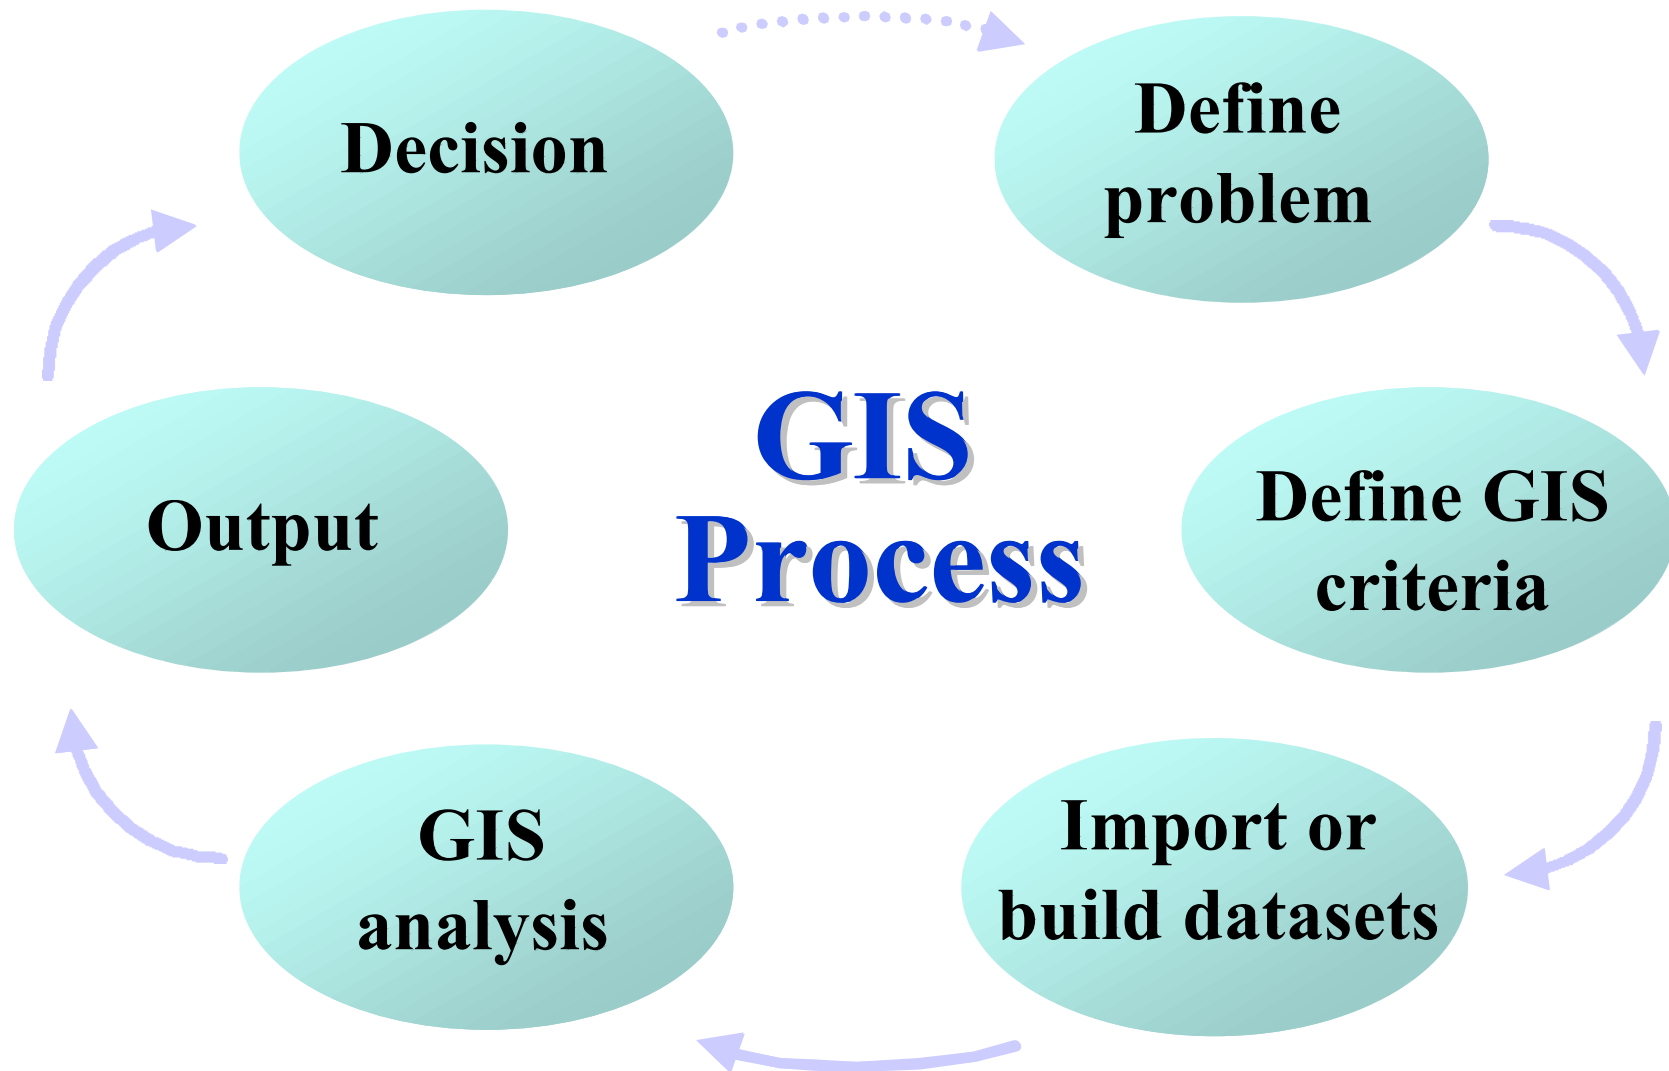 Decision
Define
problem
GIS
Process
Define GIS
criteria
Output
Import or
build datasets
GIS
analysis